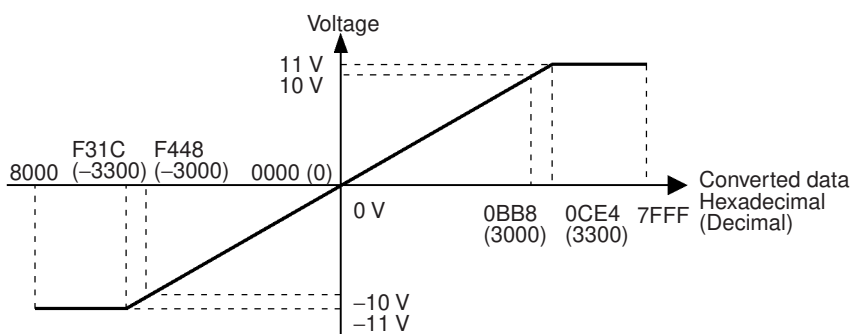 Voltage
11 V
10 V
F31C F448
8000 (–3300) (–3000) 0000 (0)
Converted data
Hexadecimal
(Decimal)
0 V
0BB8 0CE4 7FFF
(3000) (3300)
–10 V
–11 V